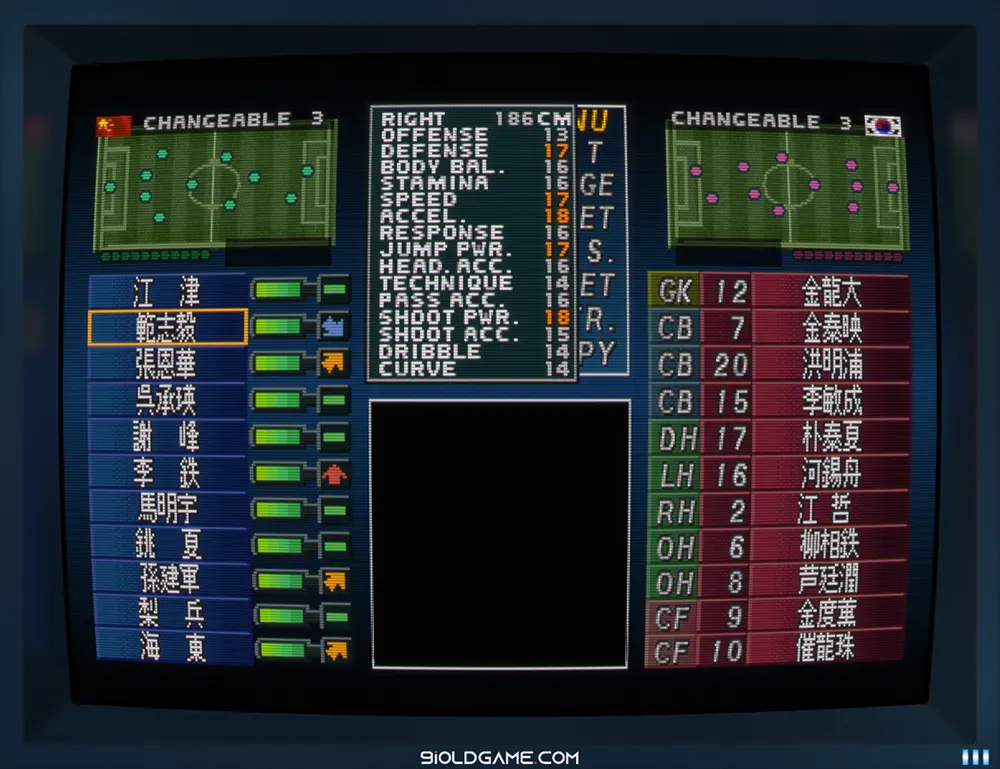 CHANGEABLE 3
江 津
範志毅
張恩華
呉承瑛
謝 峰
李 鉄
馬明宇
銚 夏
孫建軍
梨 兵
海 東
RIGHT 186CM
OFFENSE 13
DEFENSE 17
BODY BAL. 16
STAMINA 16
SPEED 17
ACCEL. 18
RESPONSE 16
JUMP PWR. 17
HEAD. ACC. 16
TECHNIQUE 14
PASS ACC. 16
SHOOT PWR. 18
SHOOT ACC. 15
DRIBBLE 14
CURVE 14
NU
T
GE
ET
S.
ET
R.
PY
CHANGEABLE 3
GK 12 金龍大
CB 7 金泰映
CB 20 洪明浦
CB 15 李敏成
DH 17 朴泰夏
LH 16 河錫舟
RH 2 江 哲
OH 6 柳相鉄
OH 8 芦廷潤
CF 9 金度薫
CF 10 催龍珠
91OLDGAME.COM